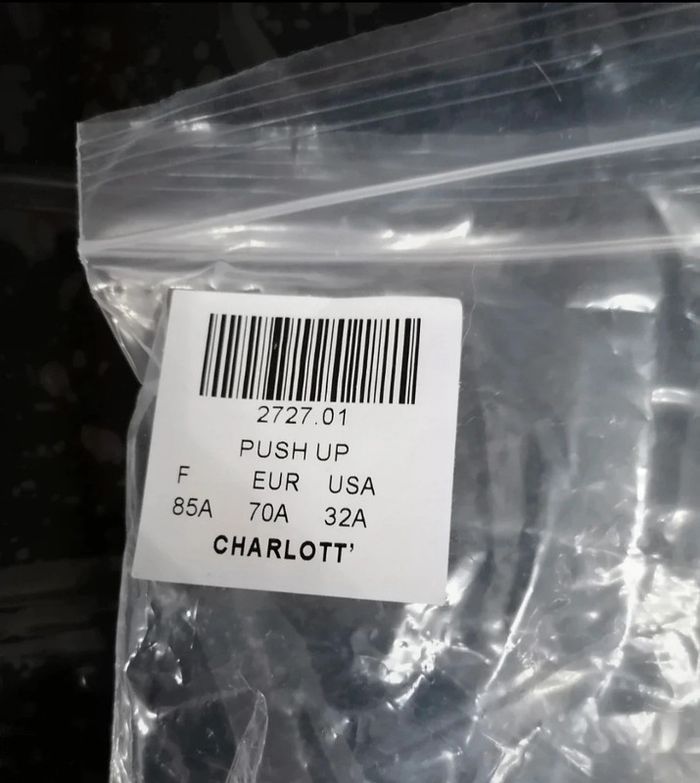 2727.01
PUSH UP
F EUR USA
85A 70A 32A
CHARLOTT'